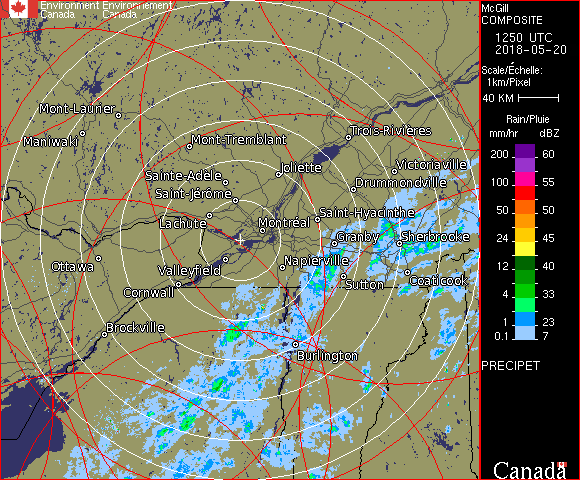 Environment Environnement
Canada Canada
McGill
COMPOSITE
1250 UTC
2018-05-20
Scale/Échelle:
1km/Pixel
40 KM
Rain/Pluie
mm/hr dBZ
200 60
150 57
100 55
50 50
24 45
12 40
4 33
1 23
0.1 7
PRECIPET
Canada
Mont-Laurier
Maniwaki
Mont-Tremblant
Trois-Rivières
Sainte-Adèle
Joliette
Victoriaville
Saint-Jérôme
Drummondville
Lachute
Montréal
Saint-Hyacinthe
Granby
Sherbrooke
Ottawa
Valleyfield
Napierville
Cornwall
Sutton
Coaticook
Brockville
Burlington